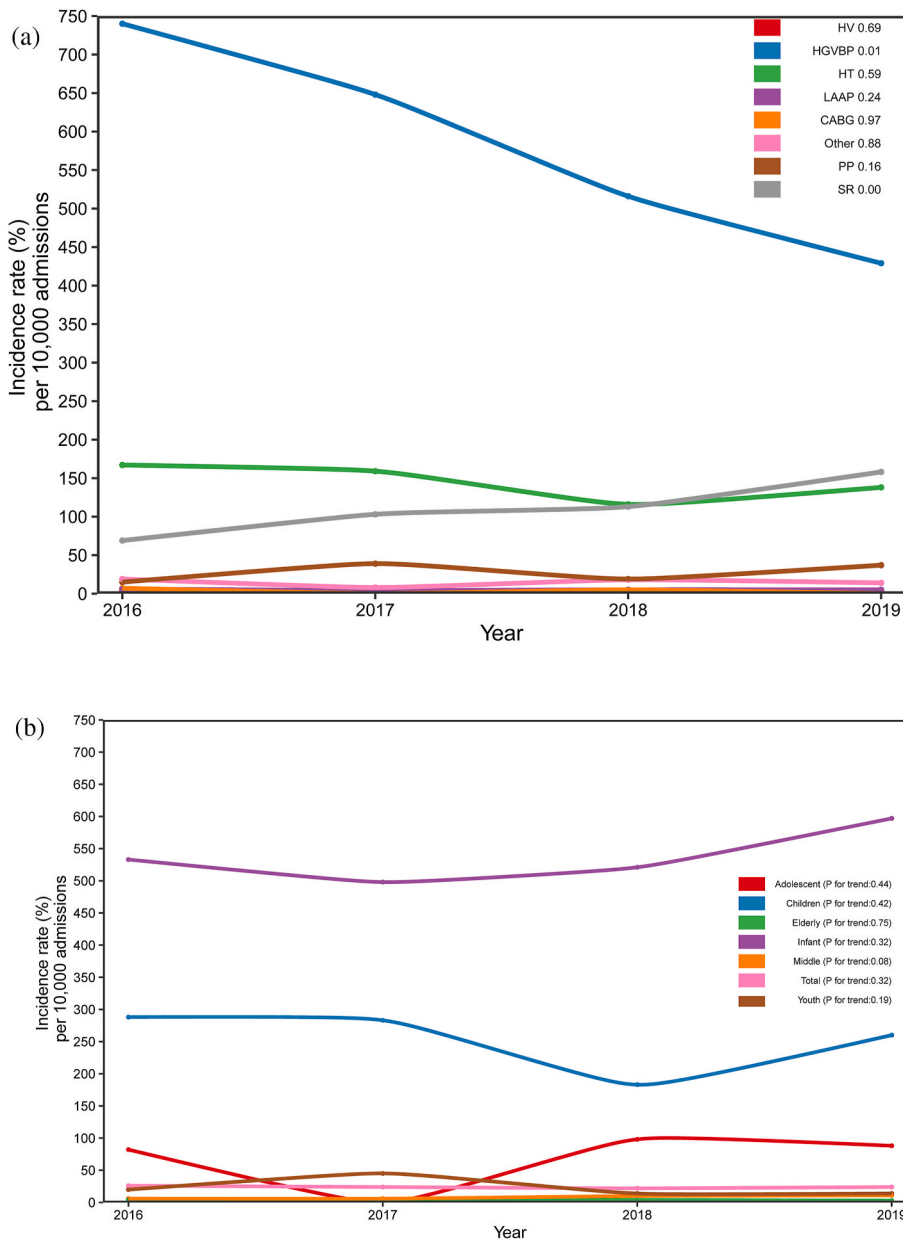 (a)
750
700
650
600
550
500
450
400
350
300
250
200
150
100
50
0
Incidence rate (%)
per 10,000 admissions
HV 0.69
HGVBP 0.01
HT 0.59
LAAP 0.24
CABG 0.97
Other 0.88
PP 0.16
SR 0.00
2016 2017 2018 2019
Year
(b)
750
700
650
600
550
500
450
400
350
300
250
200
150
100
50
0
Incidence rate (%)
per 10,000 admissions
Adolescent (P for trend:0.44)
Children (P for trend:0.42)
Elderly (P for trend:0.75)
Infant (P for trend:0.32)
Middle (P for trend:0.08)
Total (P for trend:0.32)
Youth (P for trend:0.19)
2016 2017 2018 2019
Year